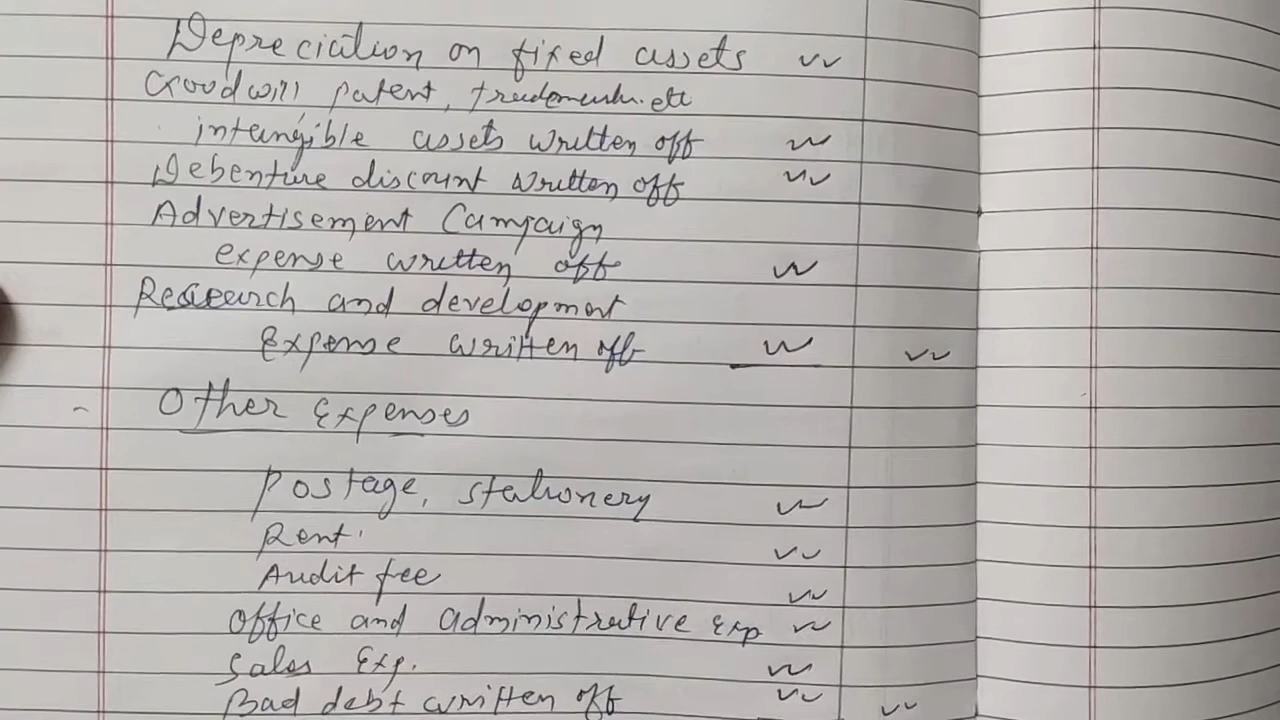 Depreciation on fixed assets ✓✓
Goodwill patent, trademark. etc
intangible assets written off ✓✓
Debenture discount written off ✓✓
Advertisement Campaign
expense written off ✓✓
Research and development
Expense written off ✓✓ ✓✓
Other Expenses
Postage, stationery ✓✓
Rent ✓✓
Audit fee ✓✓
Office and administrative Exp ✓✓
Sales Exp. ✓✓
Bad debt written off ✓✓ ✓✓